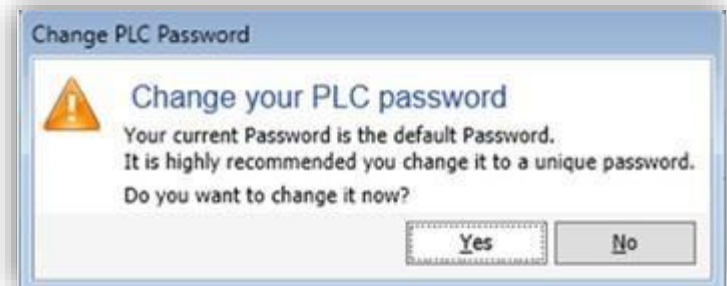 Change PLC Password
Change your PLC password
Your current Password is the default Password.
It is highly recommended you change it to a unique password.
Do you want to change it now?
Yes No